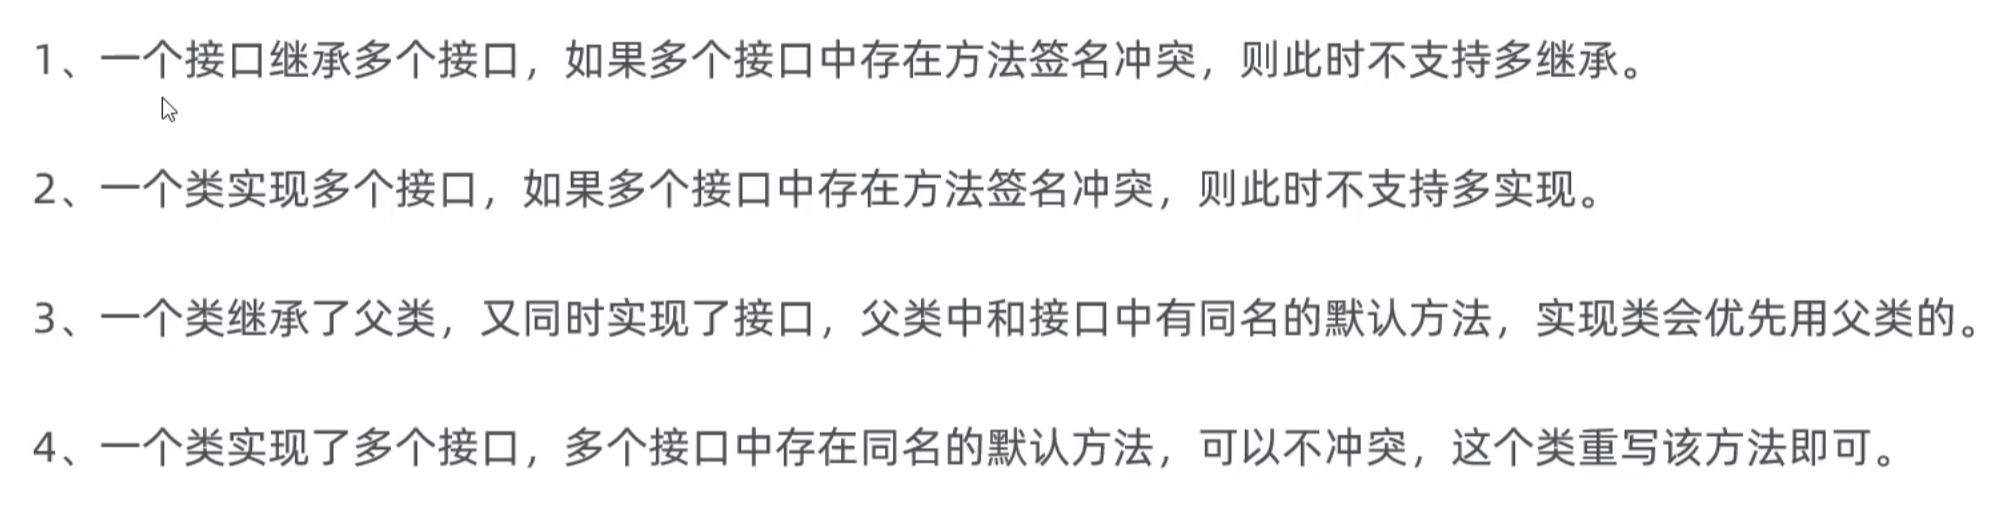 1、一个接口继承多个接口，如果多个接口中存在方法签名冲突，则此时不支持多继承。
2、一个类实现多个接口，如果多个接口中存在方法签名冲突，则此时不支持多实现。
3、一个类继承了父类，又同时实现了接口，父类中和接口中有同名的默认方法，实现类会优先用父类的。
4、一个类实现了多个接口，多个接口中存在同名的默认方法，可以不冲突，这个类重写该方法即可。